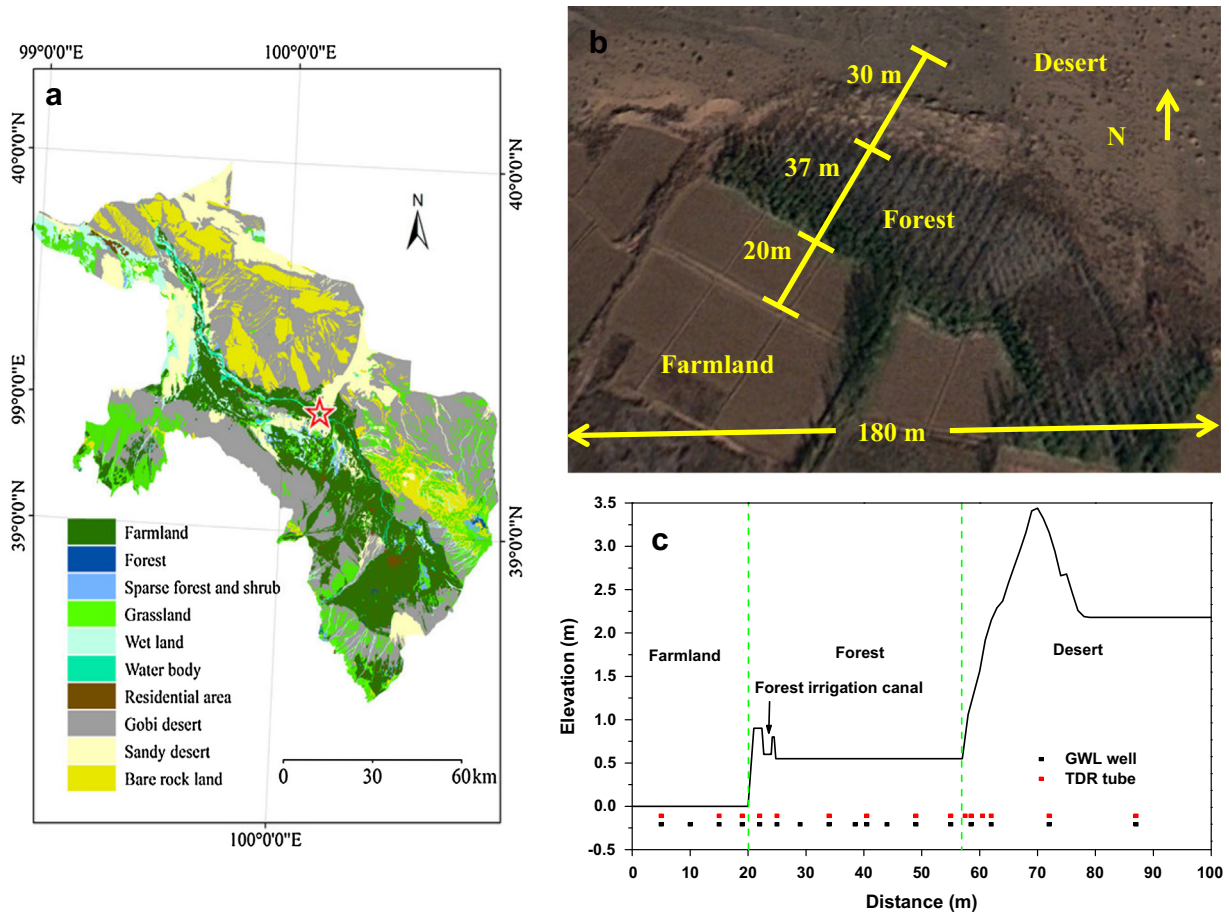 99°0'0"E
100°0'0"E
a
40°0'0"N
40°0'0"N
N
99°0'0"E
39°0'0"N
39°0'0"N
Farmland
Forest
Sparse forest and shrub
Grassland
Wet land
Water body
Residential area
Gobi desert
Sandy desert
Bare rock land
0 30 60 km
100°0'0"E
b
30 m
Desert
N
37 m
Forest
20m
Farmland
180 m
c
Elevation (m)
3.5
3.0
2.5
2.0
1.5
1.0
0.5
0.0
-0.5
Farmland
Forest
Desert
Forest irrigation canal
GWL well
TDR tube
0 10 20 30 40 50 60 70 80 90 100
Distance (m)